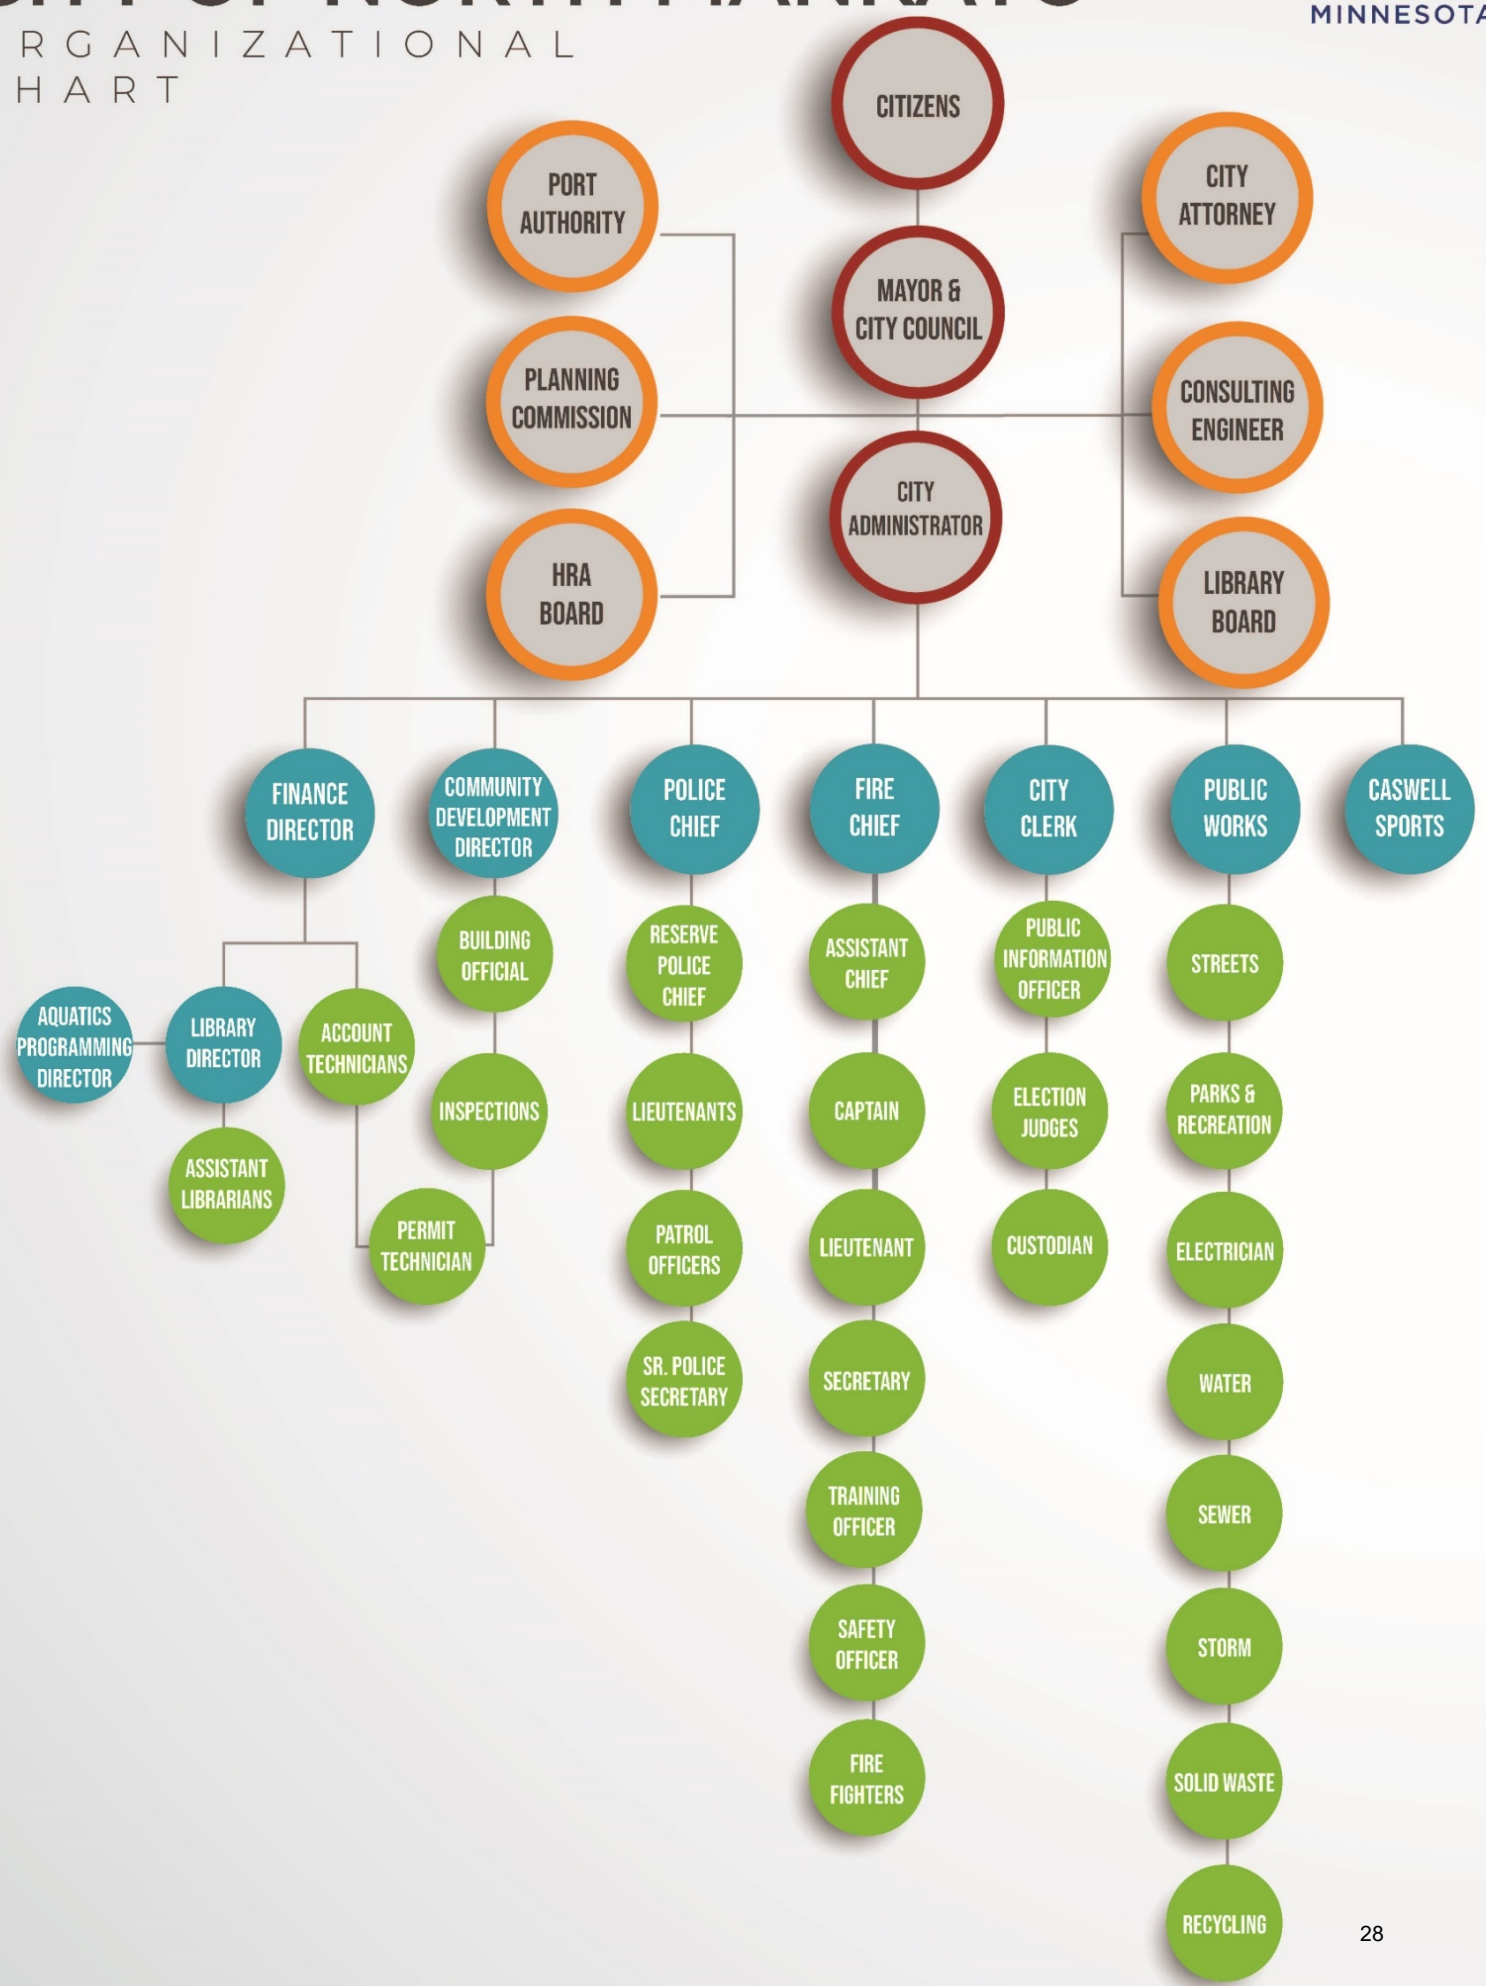 RGANIZATIONAL
HART
MINNESOTA
CITIZENS
PORT
AUTHORITY
CITY
ATTORNEY
MAYOR &
CITY COUNCIL
PLANNING
COMMISSION
CONSULTING
ENGINEER
CITY
ADMINISTRATOR
HRA
BOARD
LIBRARY
BOARD
FINANCE
DIRECTOR
COMMUNITY
DEVELOPMENT
DIRECTOR
POLICE
CHIEF
FIRE
CHIEF
CITY
CLERK
PUBLIC
WORKS
CASWELL
SPORTS
AQUATICS
PROGRAMMING
DIRECTOR
LIBRARY
DIRECTOR
ACCOUNT
TECHNICIANS
ASSISTANT
LIBRARIANS
BUILDING
OFFICIAL
INSPECTIONS
PERMIT
TECHNICIAN
RESERVE
POLICE
CHIEF
LIEUTENANTS
PATROL
OFFICERS
SR. POLICE
SECRETARY
ASSISTANT
CHIEF
CAPTAIN
LIEUTENANT
SECRETARY
TRAINING
OFFICER
SAFETY
OFFICER
FIRE
FIGHTERS
PUBLIC
INFORMATION
OFFICER
ELECTION
JUDGES
CUSTODIAN
STREETS
PARKS &
RECREATION
ELECTRICIAN
WATER
SEWER
STORM
SOLID WASTE
RECYCLING
28